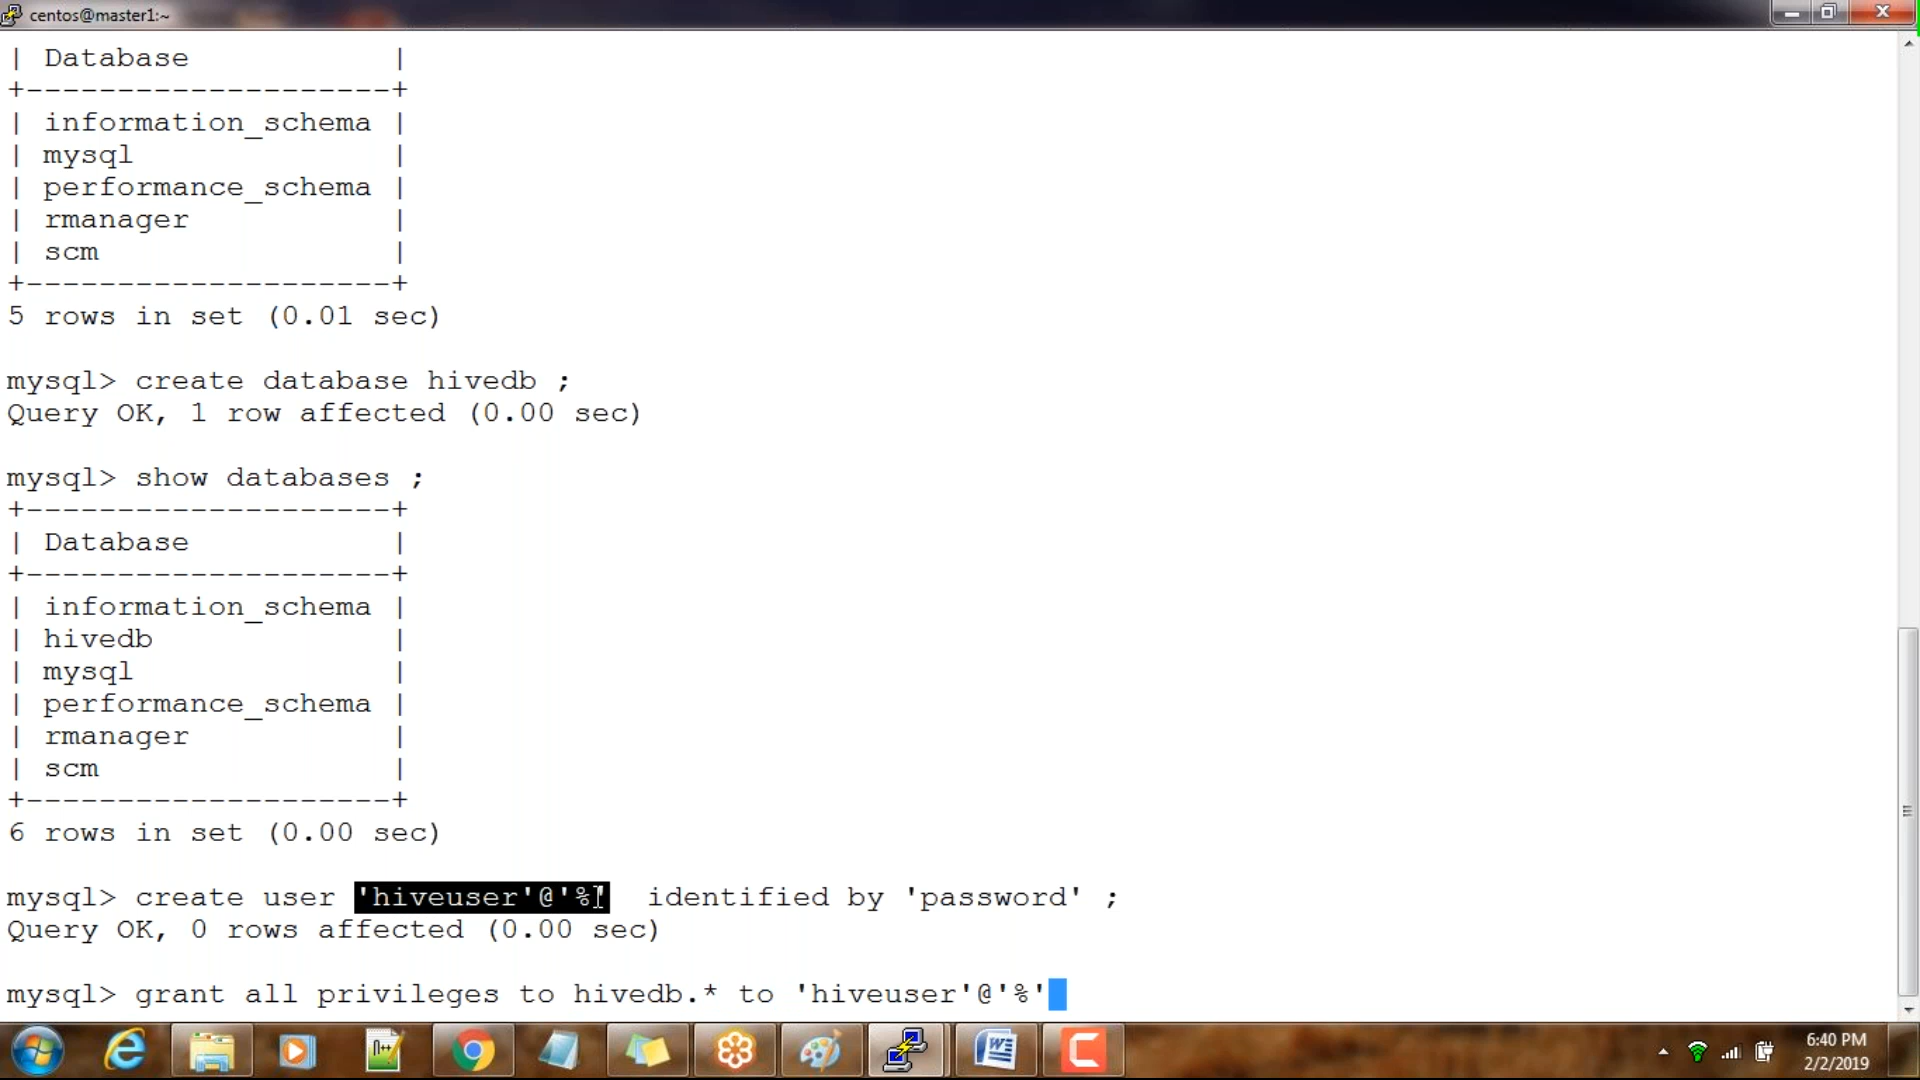 centos@master1:~
| Database           |
+--------------------+
| information_schema |
| mysql              |
| performance_schema |
| rmanager           |
| scm                |
+--------------------+
5 rows in set (0.01 sec)
mysql> create database hivedb ;
Query OK, 1 row affected (0.00 sec)
mysql> show databases ;
+--------------------+
| Database           |
+--------------------+
| information_schema |
| hivedb             |
| mysql              |
| performance_schema |
| rmanager           |
| scm                |
+--------------------+
6 rows in set (0.00 sec)
mysql> create user 'hiveuser'@'%'  identified by 'password' ;
Query OK, 0 rows affected (0.00 sec)
mysql> grant all privileges to hivedb.* to 'hiveuser'@'%'
6:40 PM
2/2/2019